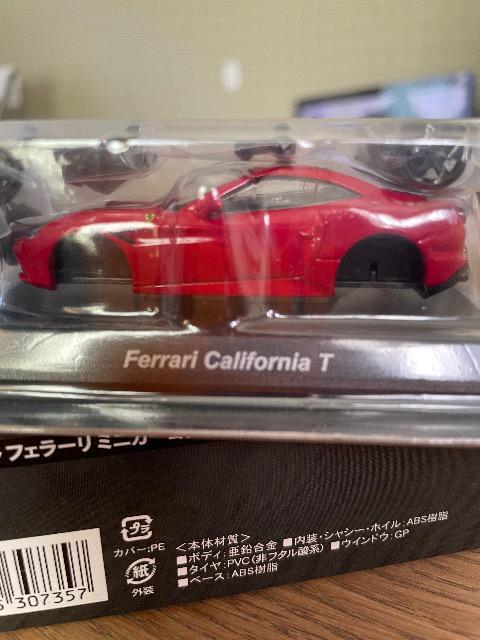 Ferrari California T
フェラーリ ミニカー
プラ
カバー:PE
紙
外装
<本体材質>
■ボディ:亜鉛合金 ■内装・シャシー・ホイル:ABS樹脂
■タイヤ:PVC(非フタル酸系) ■ウインドウ:GP
■ベース:ABS樹脂
307357